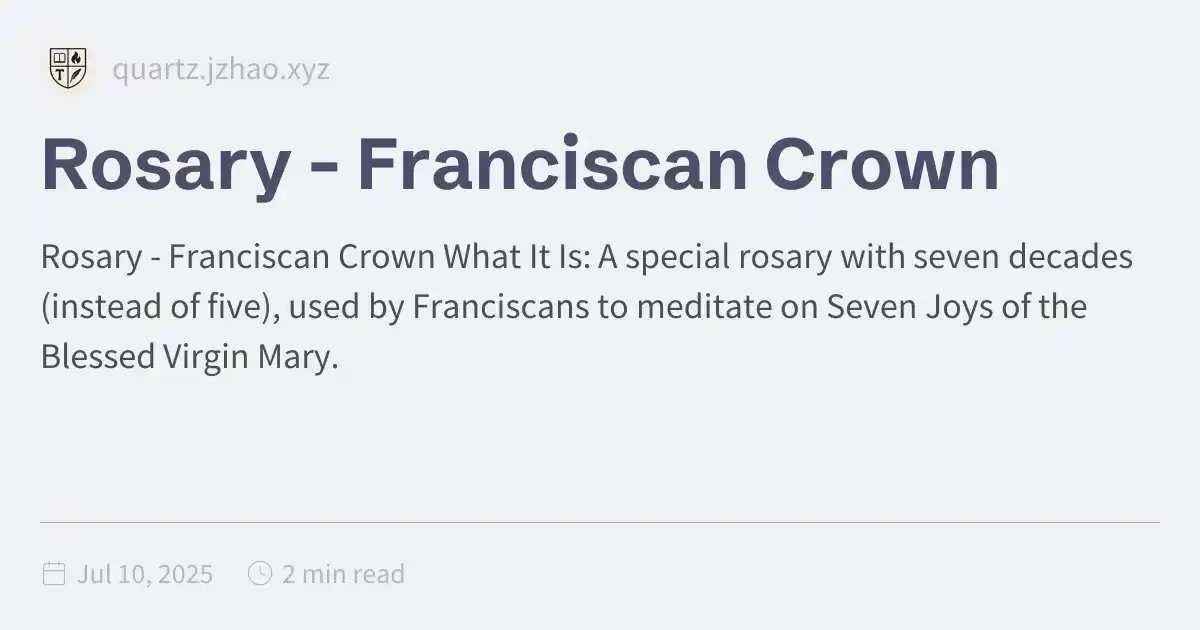 T
quartz.jzhao.xyz
Rosary - Franciscan Crown
Rosary - Franciscan Crown What It Is: A special rosary with seven decades
(instead of five), used by Franciscans to meditate on Seven Joys of the
Blessed Virgin Mary.
Jul 10, 2025 2 min read